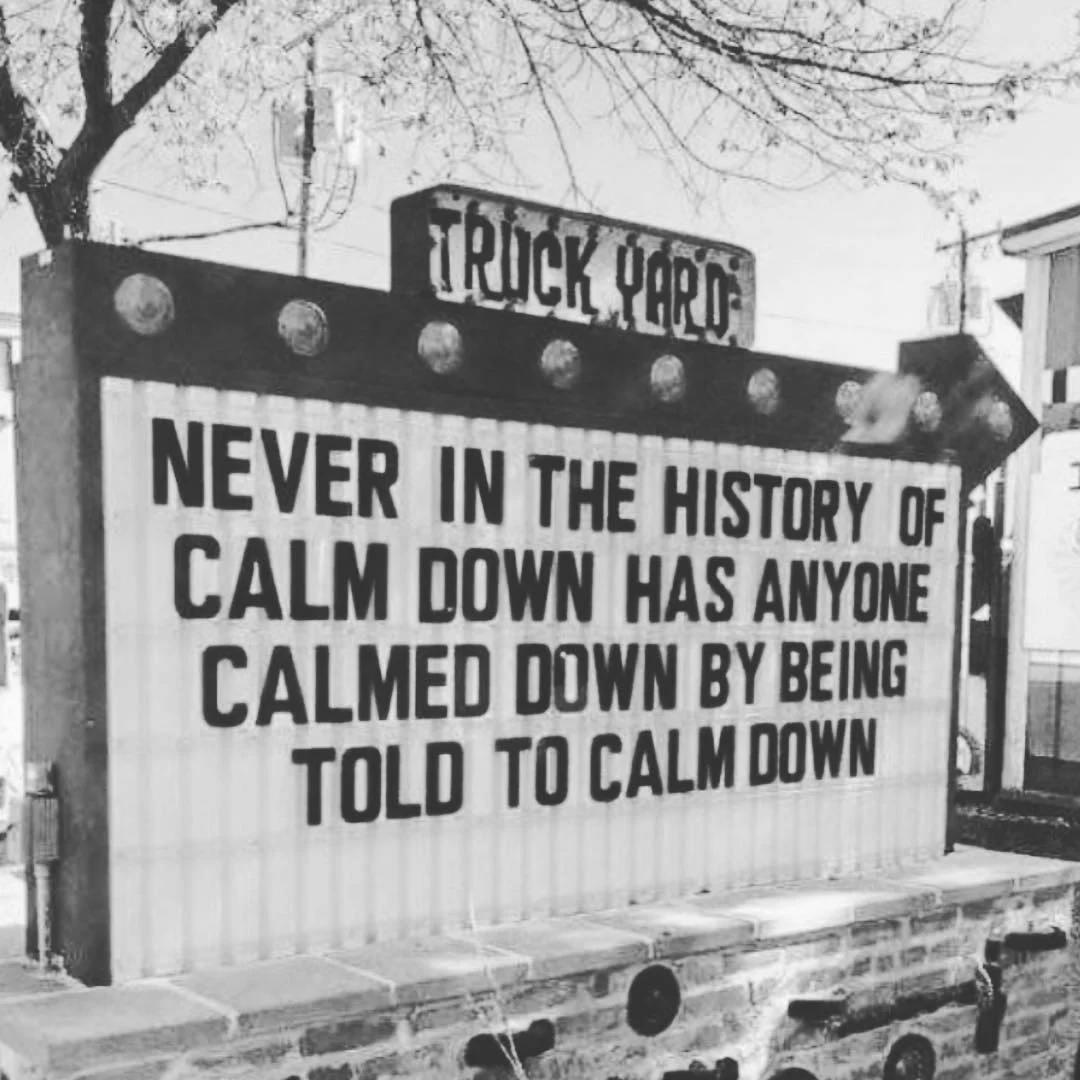 TRUCK YARD
NEVER IN THE HISTORY OF
CALM DOWN HAS ANYONE
CALMED DOWN BY BEING
TOLD TO CALM DOWN